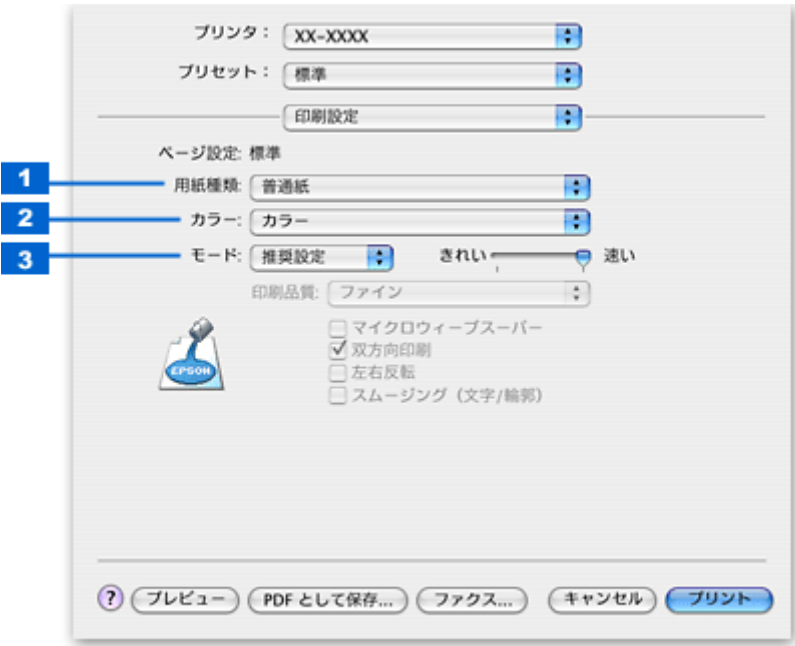 プリンタ： XX-XXXX
プリセット： 標準
印刷設定
ページ設定: 標準
1 用紙種類: 普通紙
2 カラー: カラー
3 モード: 推奨設定 きれい 速い
印刷品質: ファイン
マイクロウィーブスーパー
双方向印刷
左右反転
スムージング（文字/輪郭）
EPSON
? プレビュー PDF として保存... ファクス... キャンセル プリント